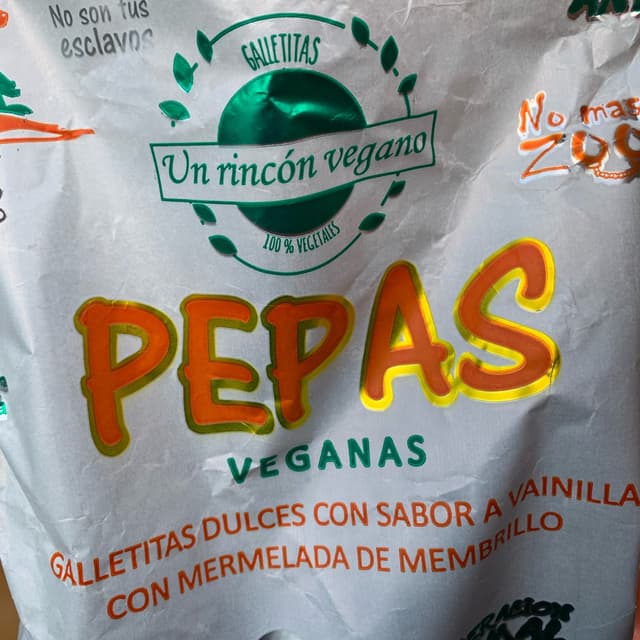 No son tus
esclavos
GALLETITAS
Un rincón vegano
100 % VEGETALES
No mas
ZOO
PEPAS
VEGANAS
GALLETITAS DULCES CON SABOR A VAINILLA
CON MERMELADA DE MEMBRILLO